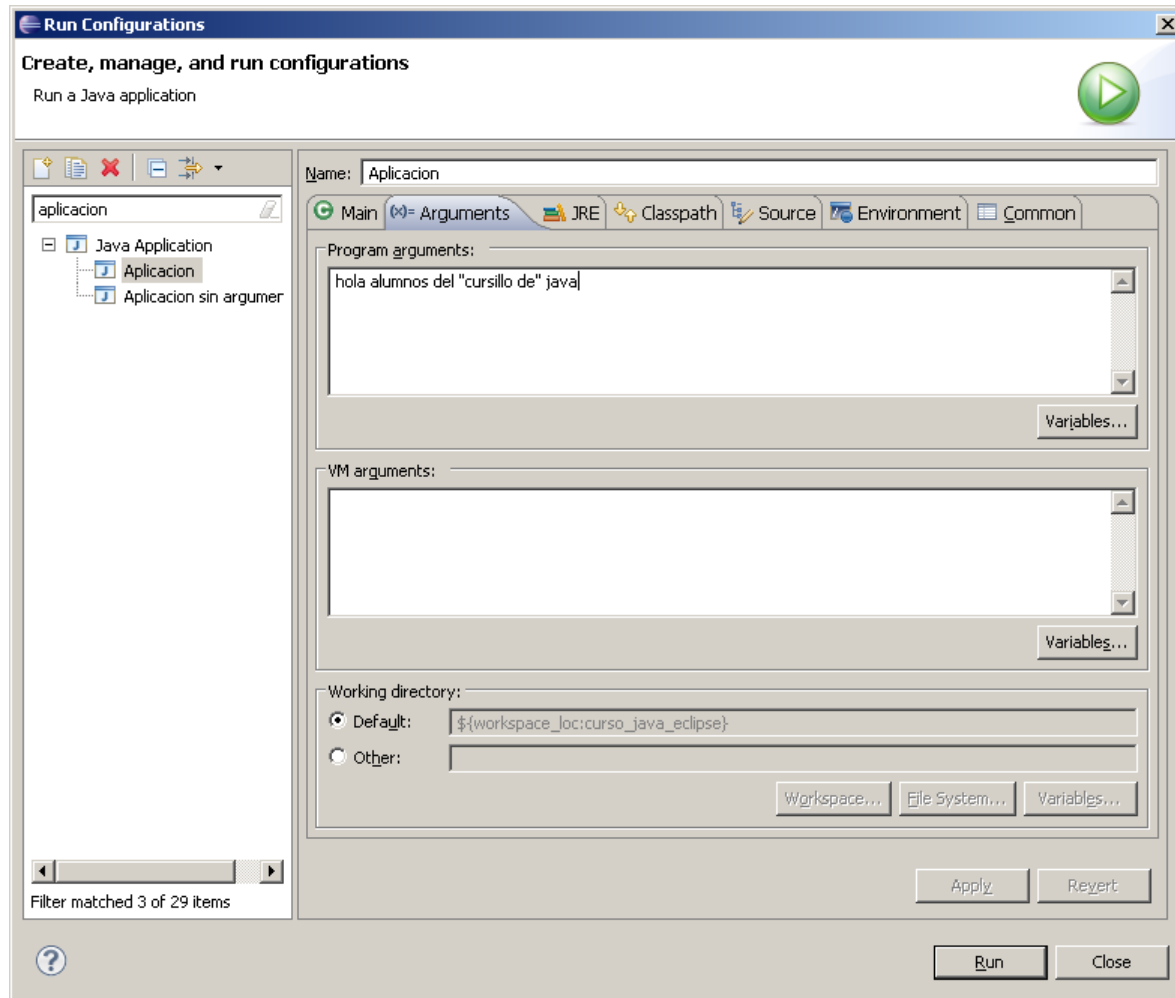 Run Configurations
Create, manage, and run configurations
Run a Java application
Name: Aplicacion
aplicacion
Main (x)= Arguments JRE Classpath Source Environment Common
Java Application
Aplicacion
Aplicacion sin argumer
Program arguments:
hola alumnos del "cursillo de" java
Variables...
VM arguments:
Variables...
Working directory:
Default: ${workspace_loc:curso_java_eclipse}
Other:
Workspace... File System... Variables...
Filter matched 3 of 29 items
Apply Revert
Run Close